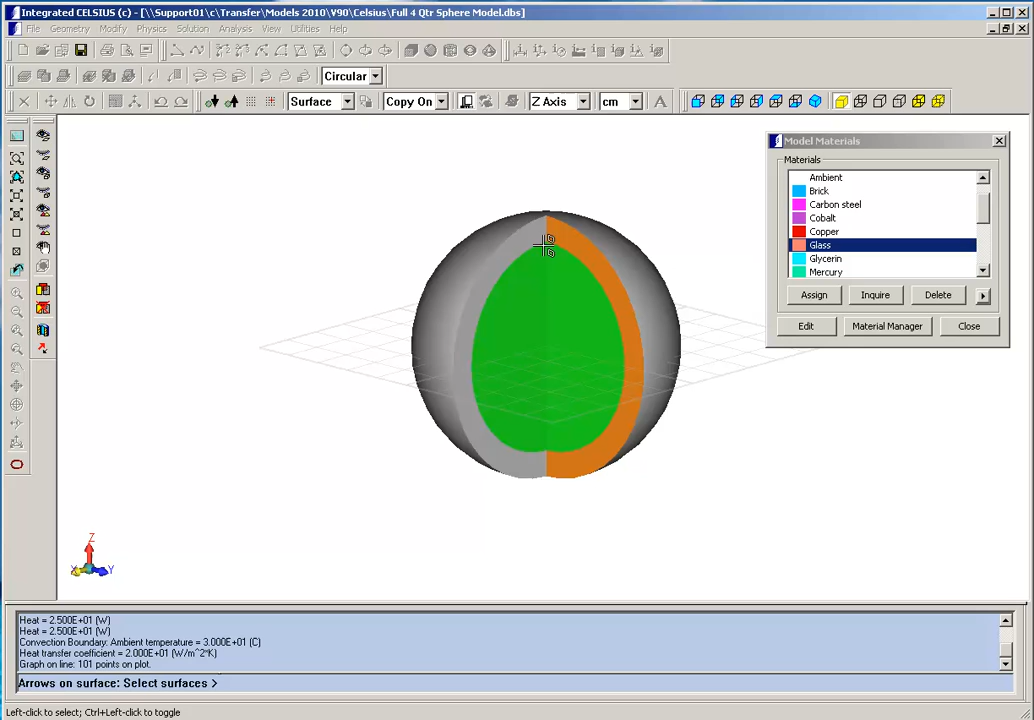 Integrated CELSIUS (c) - [\\Support01\c\Transfer\Models 2010\V90\Celsius\Full 4 Qtr Sphere Model.dbs]
File Geometry Modify Physics Solution Analysis View Utilities Help
Circular
Surface Copy On Z Axis cm A
Model Materials
Materials
Ambient
Brick
Carbon steel
Cobalt
Copper
Glass
Glycerin
Mercury
Assign Inquire Delete
Edit Material Manager Close
Z
X Y
Heat = 2.500E+01 (W)
Heat = 2.500E+01 (W)
Convection Boundary: Ambient temperature = 3.000E+01 (C)
Heat transfer coefficient = 2.000E+01 (W/m^2*K)
Graph on line: 101 points on plot.
Arrows on surface: Select surfaces >
Left-click to select; Ctrl+Left-click to toggle